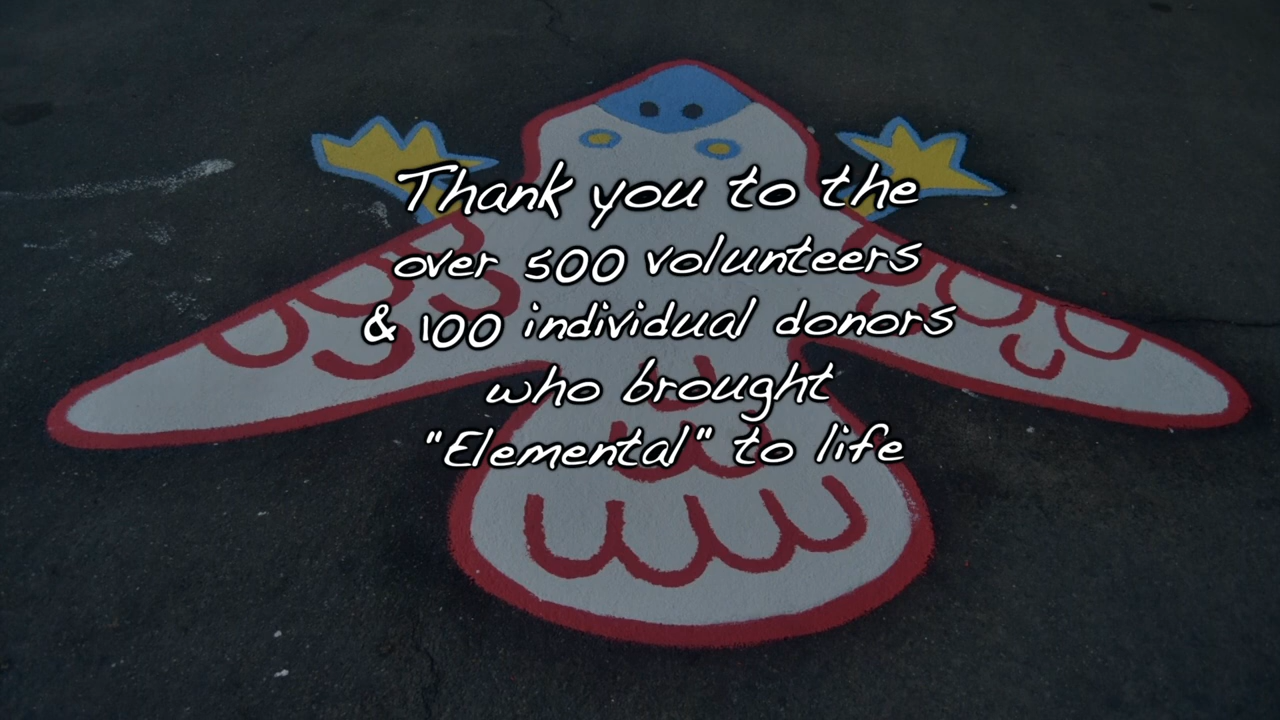 Thank you to the
over 500 volunteers
& 100 individual donors
who brought
"Elemental" to life